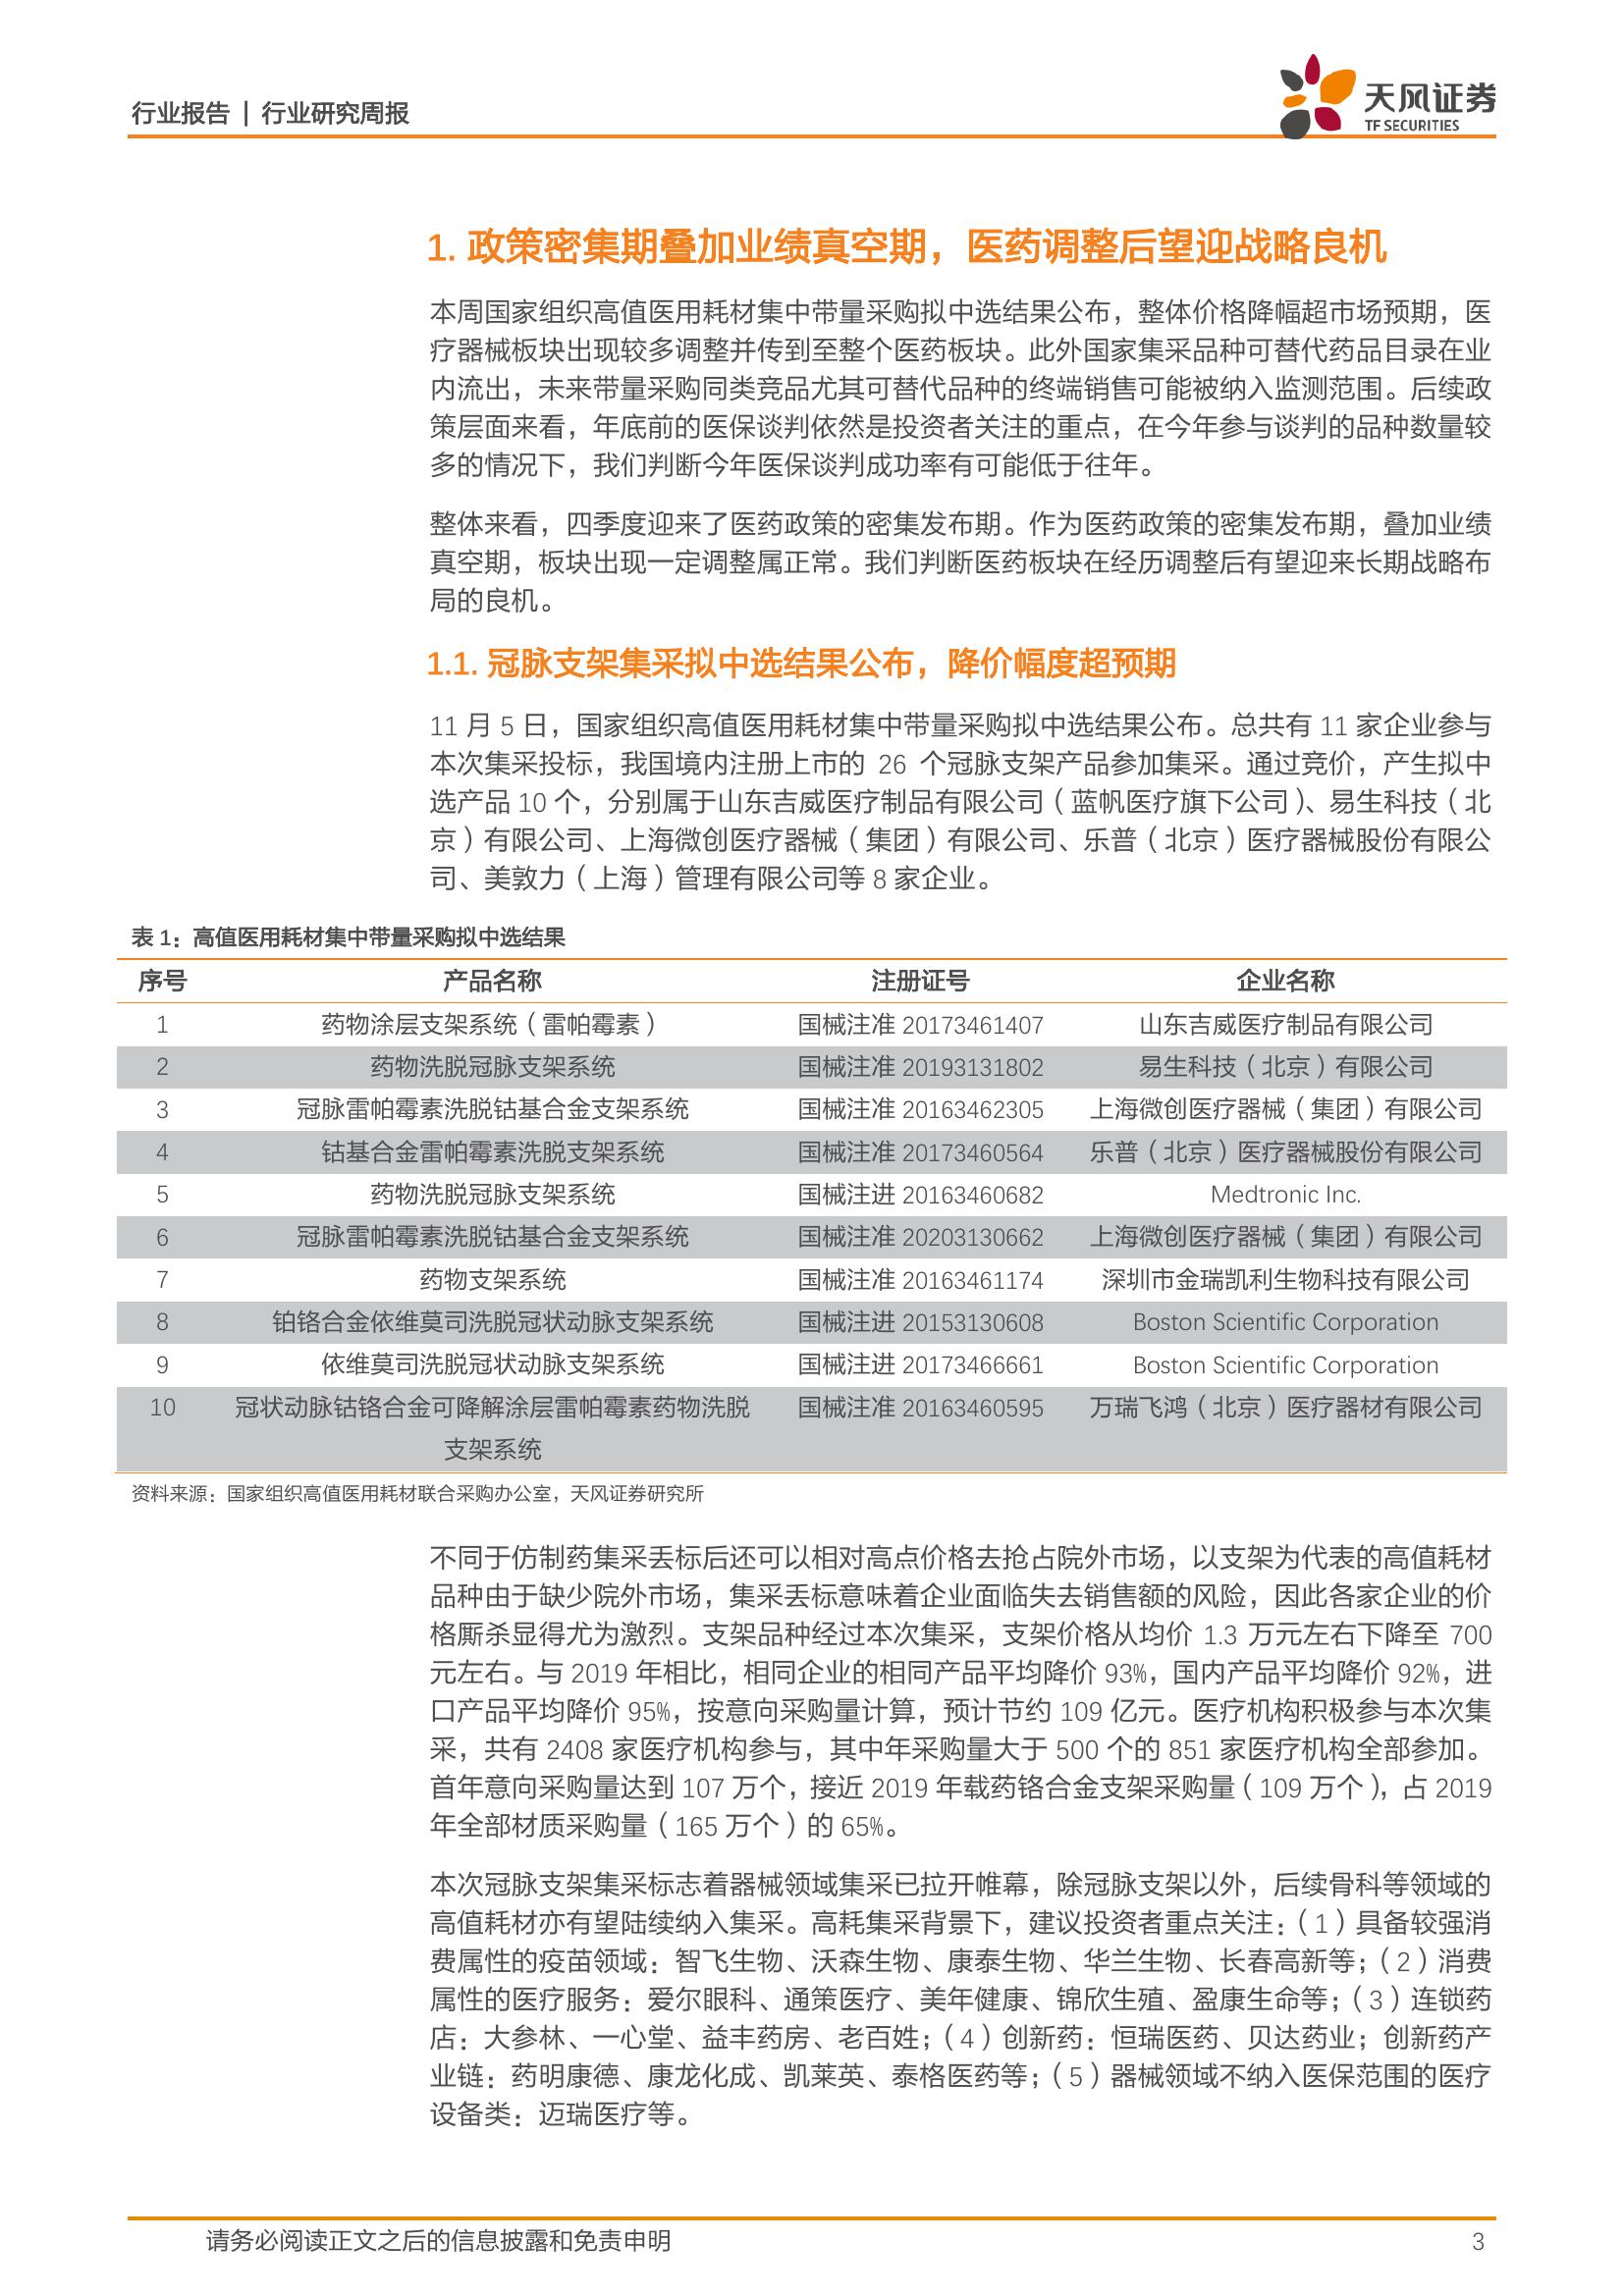 行业报告 | 行业研究周报
天风证券
TF SECURITIES
1. 政策密集期叠加业绩真空期，医药调整后望迎战略良机
本周国家组织高值医用耗材集中带量采购拟中选结果公布，整体价格降幅超市场预期，医
疗器械板块出现较多调整并传到至整个医药板块。此外国家集采品种可替代药品目录在业
内流出，未来带量采购同类竞品尤其可替代品种的终端销售可能被纳入监测范围。后续政
策层面来看，年底前的医保谈判依然是投资者关注的重点，在今年参与谈判的品种数量较
多的情况下，我们判断今年医保谈判成功率有可能低于往年。
整体来看，四季度迎来了医药政策的密集发布期。作为医药政策的密集发布期，叠加业绩
真空期，板块出现一定调整属正常。我们判断医药板块在经历调整后有望迎来长期战略布
局的良机。
1.1. 冠脉支架集采拟中选结果公布，降价幅度超预期
11 月 5 日，国家组织高值医用耗材集中带量采购拟中选结果公布。总共有 11 家企业参与
本次集采投标，我国境内注册上市的 26 个冠脉支架产品参加集采。通过竞价，产生拟中
选产品 10 个，分别属于山东吉威医疗制品有限公司（蓝帆医疗旗下公司）、易生科技（北
京）有限公司、上海微创医疗器械（集团）有限公司、乐普（北京）医疗器械股份有限公
司、美敦力（上海）管理有限公司等 8 家企业。
表 1：高值医用耗材集中带量采购拟中选结果
序号 产品名称 注册证号 企业名称
1 药物涂层支架系统（雷帕霉素） 国械注准 20173461407 山东吉威医疗制品有限公司
2 药物洗脱冠脉支架系统 国械注准 20193131802 易生科技（北京）有限公司
3 冠脉雷帕霉素洗脱钴基合金支架系统 国械注准 20163462305 上海微创医疗器械（集团）有限公司
4 钴基合金雷帕霉素洗脱支架系统 国械注准 20173460564 乐普（北京）医疗器械股份有限公司
5 药物洗脱冠脉支架系统 国械注进 20163460682 Medtronic Inc.
6 冠脉雷帕霉素洗脱钴基合金支架系统 国械注准 20203130662 上海微创医疗器械（集团）有限公司
7 药物支架系统 国械注准 20163461174 深圳市金瑞凯利生物科技有限公司
8 铂铬合金依维莫司洗脱冠状动脉支架系统 国械注进 20153130608 Boston Scientific Corporation
9 依维莫司洗脱冠状动脉支架系统 国械注进 20173466661 Boston Scientific Corporation
10 冠状动脉钴铬合金可降解涂层雷帕霉素药物洗脱 国械注准 20163460595 万瑞飞鸿（北京）医疗器材有限公司
支架系统
资料来源：国家组织高值医用耗材联合采购办公室，天风证券研究所
不同于仿制药集采丢标后还可以相对高点价格去抢占院外市场，以支架为代表的高值耗材
品种由于缺少院外市场，集采丢标意味着企业面临失去销售额的风险，因此各家企业的价
格厮杀显得尤为激烈。支架品种经过本次集采，支架价格从均价 1.3 万元左右下降至 700
元左右。与 2019 年相比，相同企业的相同产品平均降价 93%，国内产品平均降价 92%，进
口产品平均降价 95%，按意向采购量计算，预计节约 109 亿元。医疗机构积极参与本次集
采，共有 2408 家医疗机构参与，其中年采购量大于 500 个的 851 家医疗机构全部参加。
首年意向采购量达到 107 万个，接近 2019 年载药铬合金支架采购量（109 万个），占 2019
年全部材质采购量（165 万个）的 65%。
本次冠脉支架集采标志着器械领域集采已拉开帷幕，除冠脉支架以外，后续骨科等领域的
高值耗材亦有望陆续纳入集采。高耗集采背景下，建议投资者重点关注：（1）具备较强消
费属性的疫苗领域：智飞生物、沃森生物、康泰生物、华兰生物、长春高新等；（2）消费
属性的医疗服务：爱尔眼科、通策医疗、美年健康、锦欣生殖、盈康生命等；（3）连锁药
店：大参林、一心堂、益丰药房、老百姓；（4）创新药：恒瑞医药、贝达药业；创新药产
业链：药明康德、康龙化成、凯莱英、泰格医药等；（5）器械领域不纳入医保范围的医疗
设备类：迈瑞医疗等。
请务必阅读正文之后的信息披露和免责申明 3